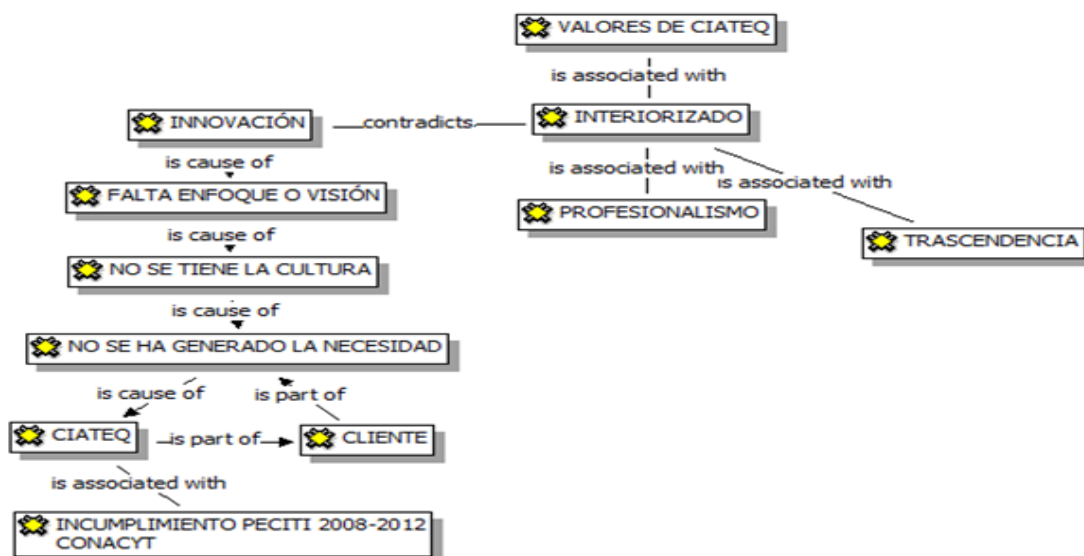 VALORES DE CIATEQ
is associated with
INNOVACIÓN
contradicts
INTERIORIZADO
is cause of
is associated with
is associated with
FALTA ENFOQUE O VISIÓN
PROFESIONALISMO
is cause of
TRASCENDENCIA
NO SE TIENE LA CULTURA
is cause of
NO SE HA GENERADO LA NECESIDAD
is cause of
is part of
CIATEQ
is part of
CLIENTE
is associated with
INCUMPLIMIENTO PECITI 2008-2012
CONACYT